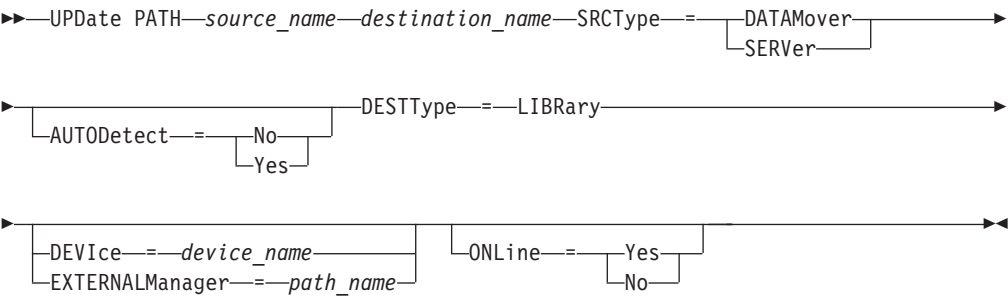 UPDate PATH source_name destination_name SRCType = DATAMover
SERVer
AUTODetect = No
Yes
DESTType = LIBRary
DEVIce = device_name
EXTERNALManager = path_name
ONLine = Yes
No